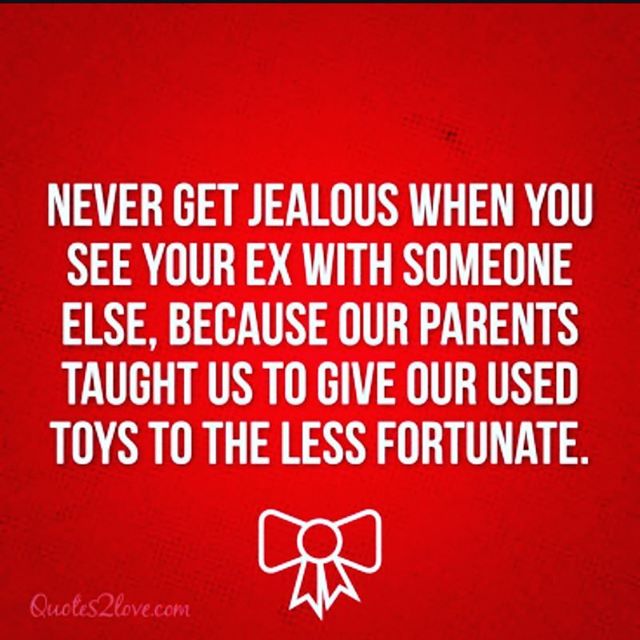 NEVER GET JEALOUS WHEN YOU
SEE YOUR EX WITH SOMEONE
ELSE, BECAUSE OUR PARENTS
TAUGHT US TO GIVE OUR USED
TOYS TO THE LESS FORTUNATE.
Quotes2love.com